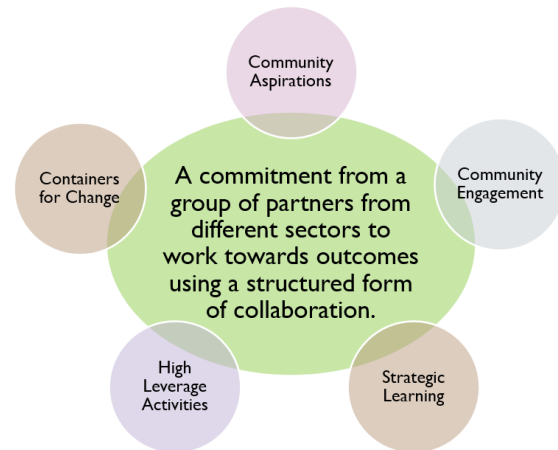 Community
Aspirations
Containers
for Change
A commitment from a
group of partners from
different sectors to
work towards outcomes
using a structured form
of collaboration.
Community
Engagement
High
Leverage
Activities
Strategic
Learning